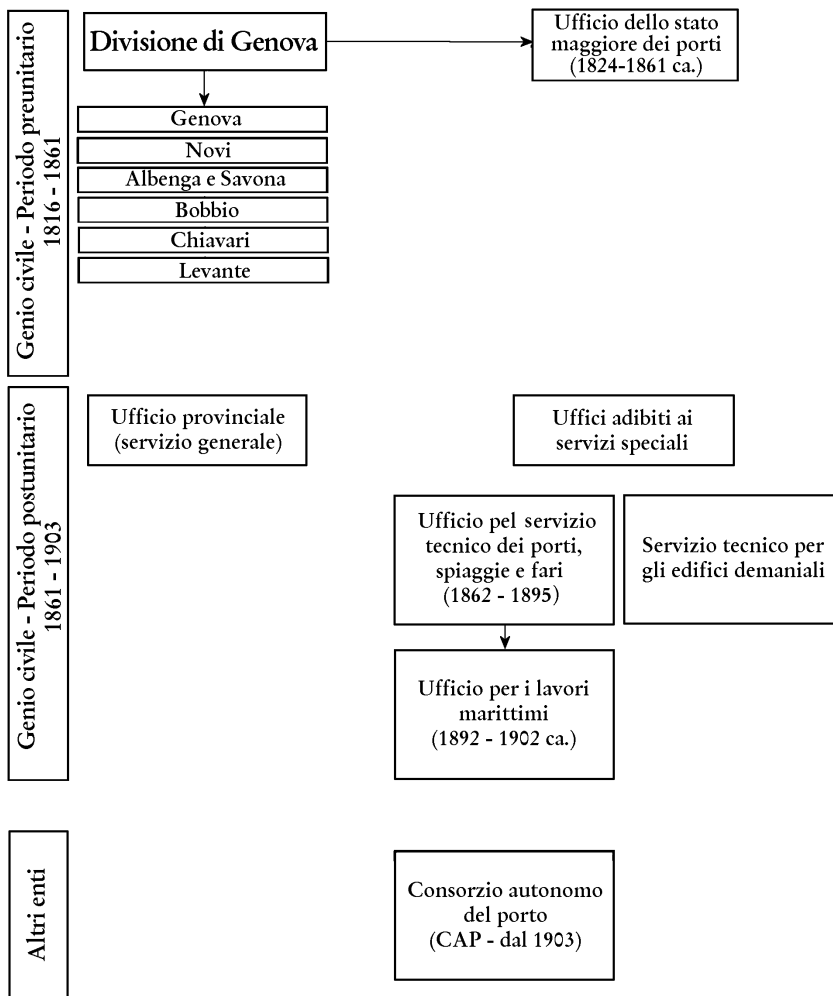 Genio civile - Periodo preunitario
1816 - 1861
Divisione di Genova
Ufficio dello stato
maggiore dei porti
(1824-1861 ca.)
Genova
Novi
Albenga e Savona
Bobbio
Chiavari
Levante
Genio civile - Periodo postunitario
1861 - 1903
Ufficio provinciale
(servizio generale)
Uffici adibiti ai
servizi speciali
Ufficio pel servizio
tecnico dei porti,
spiaggie e fari
(1862 - 1895)
Servizio tecnico per
gli edifici demaniali
Ufficio per i lavori
marittimi
(1892 - 1902 ca.)
Altri enti
Consorzio autonomo
del porto
(CAP - dal 1903)